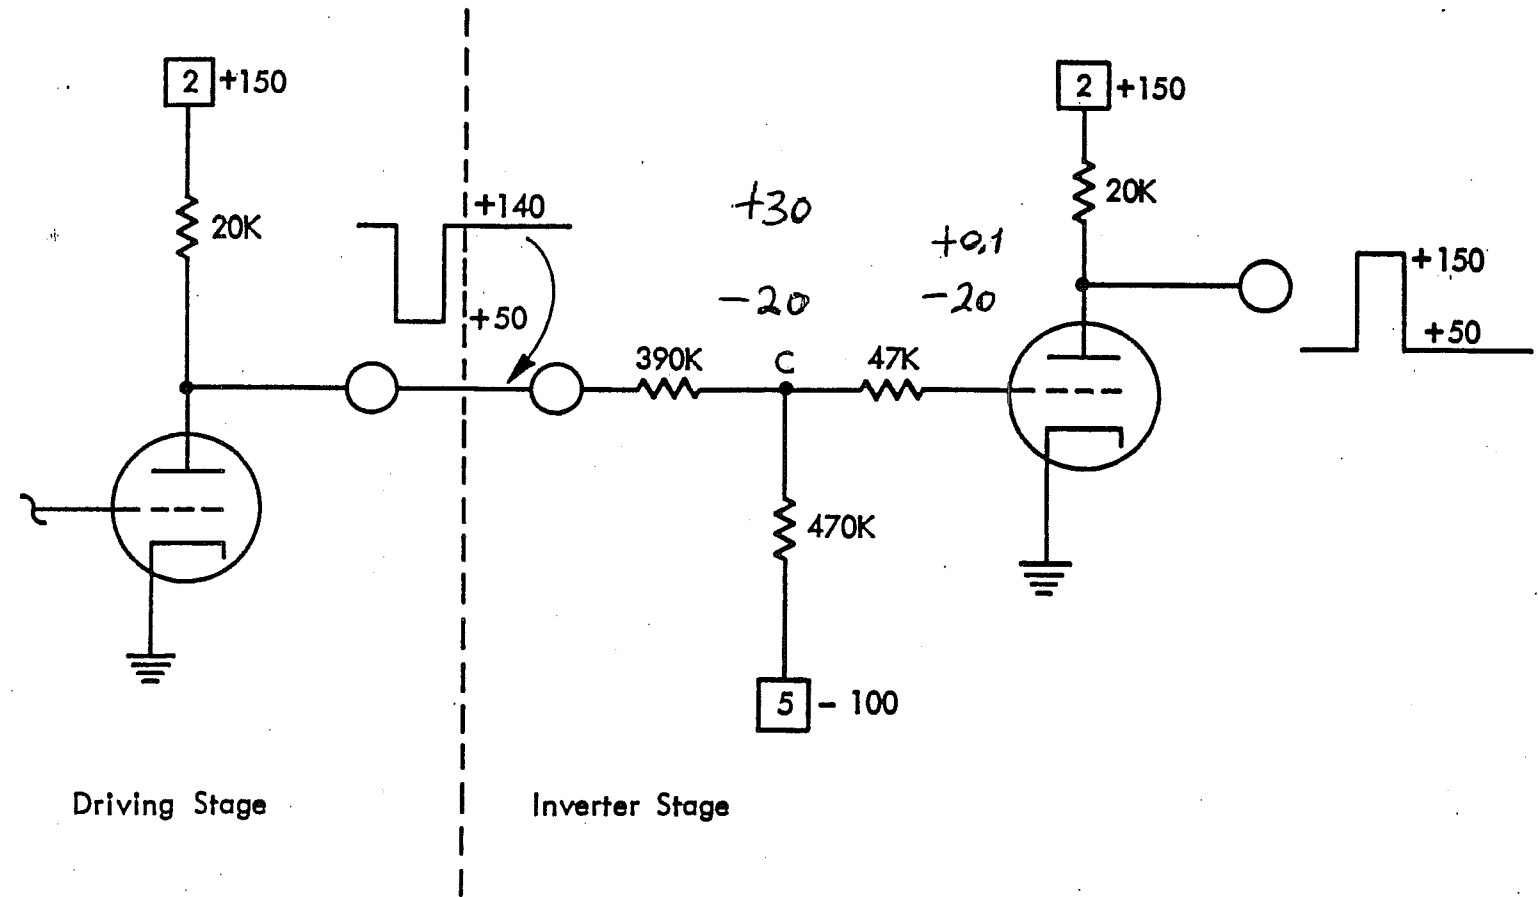 2 +150
2 +150
20K
20K
+140
+50
+30
-20
+0,1
-20
+150
+50
390K
C
47K
470K
5 - 100
Driving Stage
Inverter Stage